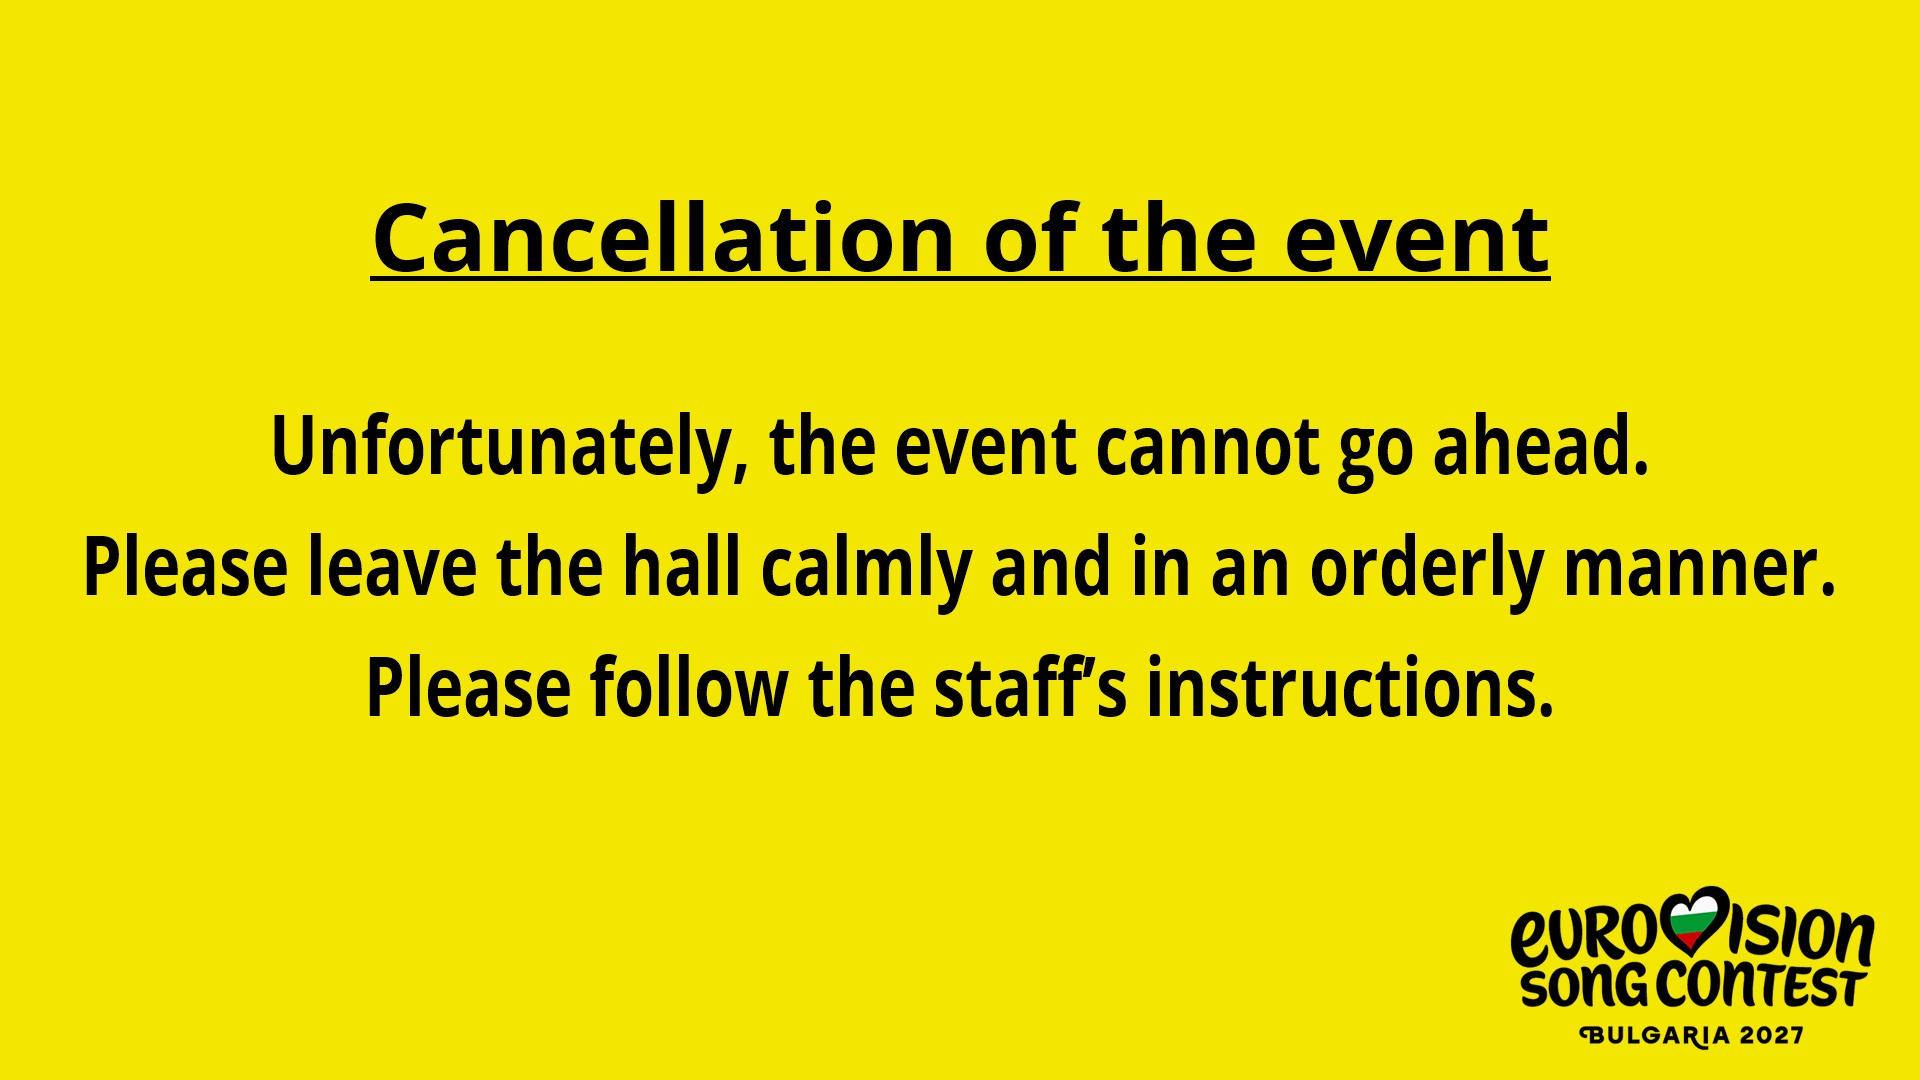 Cancellation of the event
Unfortunately, the event cannot go ahead.
Please leave the hall calmly and in an orderly manner.
Please follow the staff’s instructions.
EUROVISION
SONG CONTEST
BULGARIA 2027